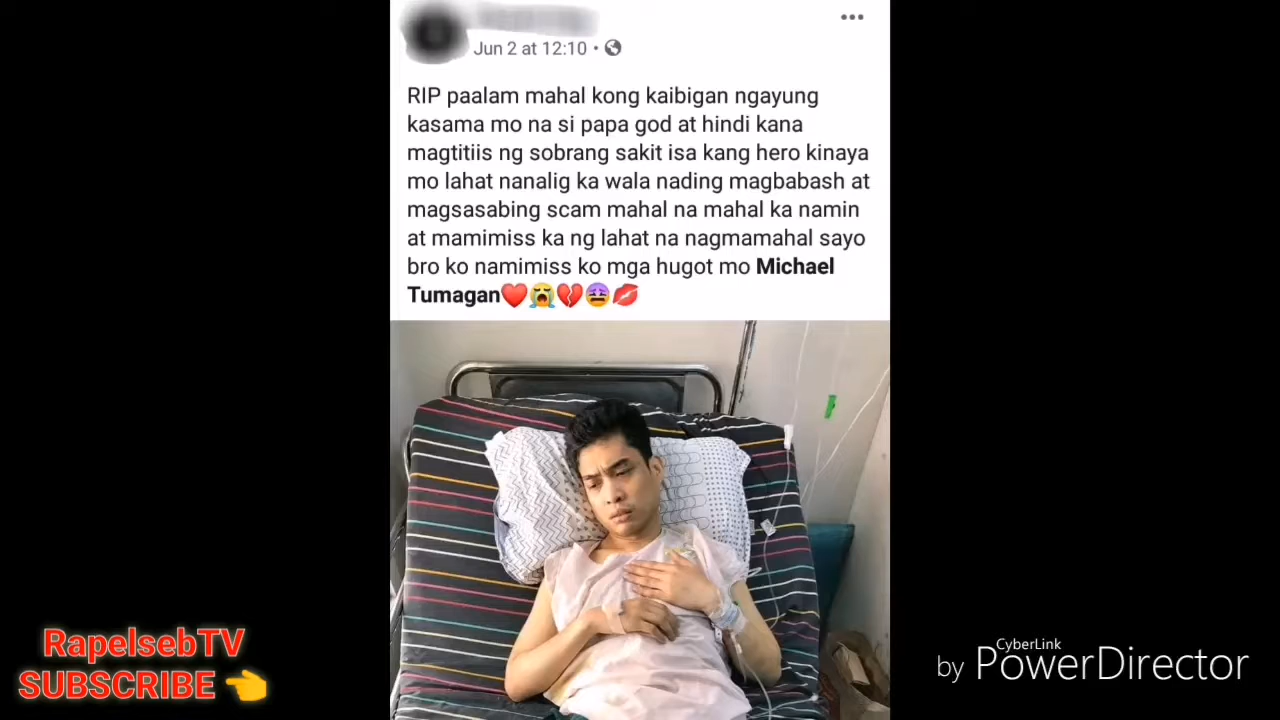 Jun 2 at 12:10 •
RIP paalam mahal kong kaibigan ngayung
kasama mo na si papa god at hindi kana
magtitiis ng sobrang sakit isa kang hero kinaya
mo lahat nanalig ka wala nading magbabash at
magsasabing scam mahal na mahal ka namin
at mamimiss ka ng lahat na nagmamahal sayo
bro ko namimiss ko mga hugot mo Michael
Tumagan❤️😭💔😩💋
RapelsebTV
SUBSCRIBE 👈
by CyberLink
PowerDirector